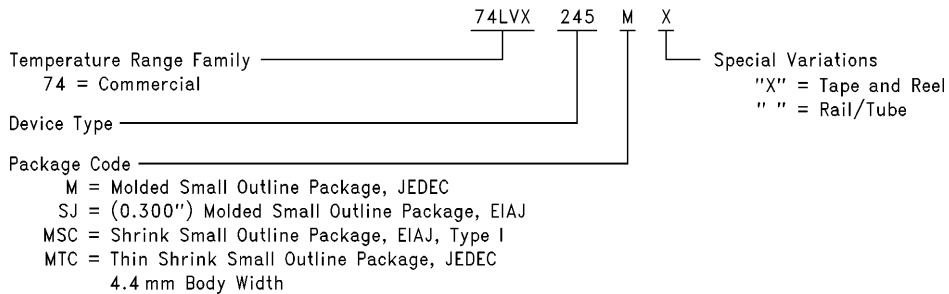 74LVX 245 M X
Temperature Range Family
74 = Commercial
Special Variations
"X" = Tape and Reel
" " = Rail/Tube
Device Type
Package Code
M = Molded Small Outline Package, JEDEC
SJ = (0.300") Molded Small Outline Package, EIAJ
MSC = Shrink Small Outline Package, EIAJ, Type I
MTC = Thin Shrink Small Outline Package, JEDEC
4.4 mm Body Width